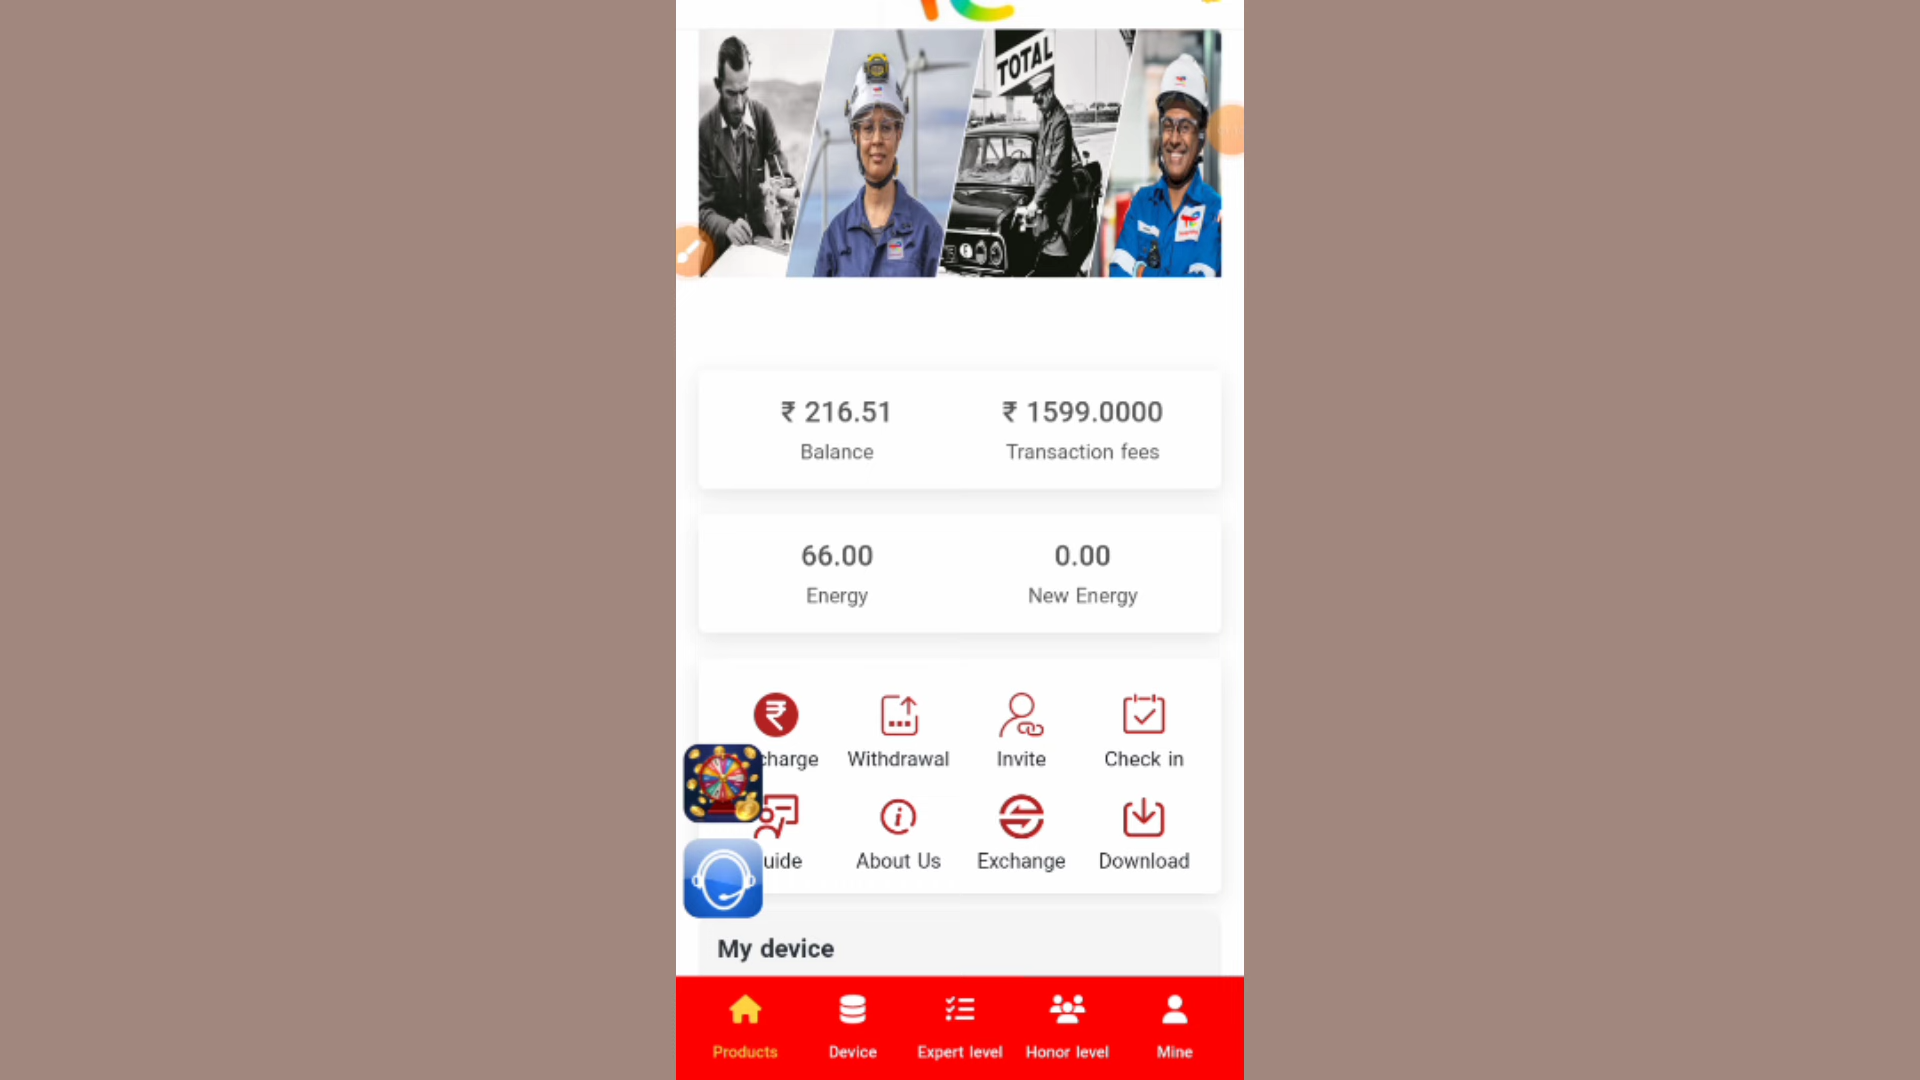 TOTAL
₹ 216.51
₹ 1599.0000
Balance
Transaction fees
66.00
0.00
Energy
New Energy
charge
Withdrawal
Invite
Check in
uide
About Us
Exchange
Download
My device
Products
Device
Expert level
Honor level
Mine